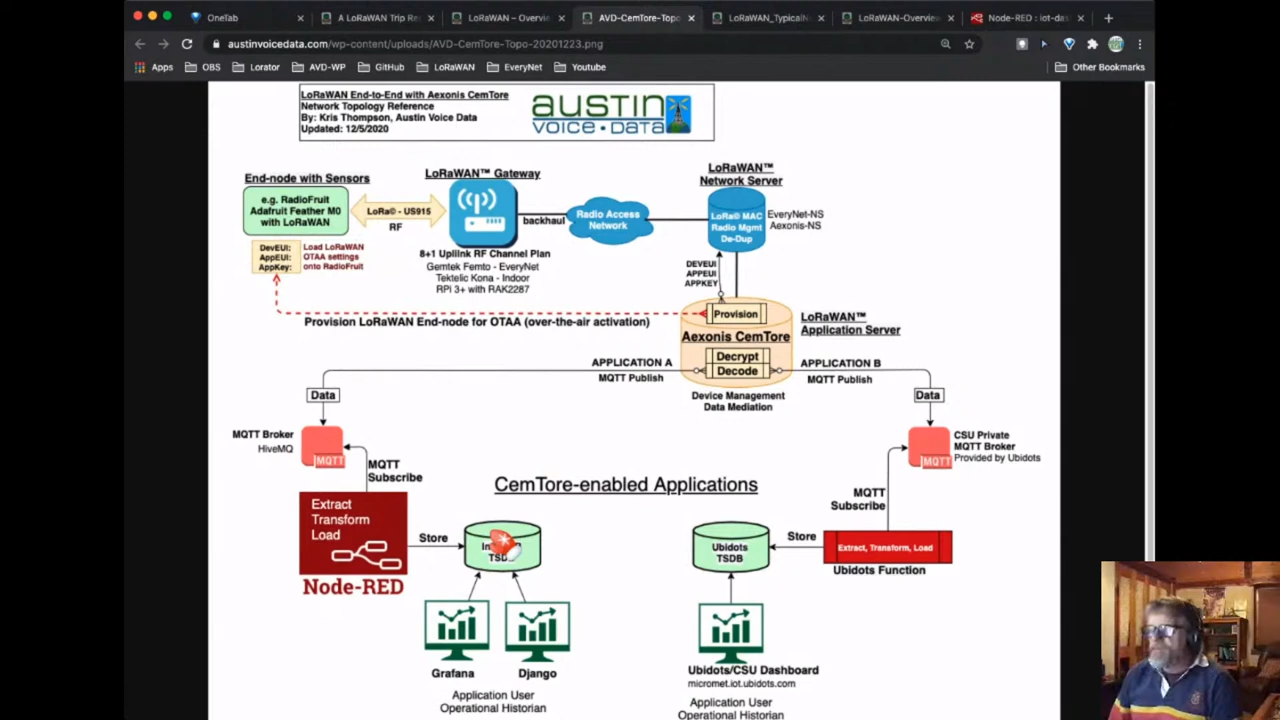 OneTab
A LoRaWAN Trip Re
LoRaWAN – Overvi
AVD-CemTore-Topo
LoRaWAN_TypicalN
LoRaWAN-Overview
Node-RED : iot-das
austinvoicedata.com/wp-content/uploads/AVD-CemTore-Topo-20201223.png
Apps
OBS
Lorator
AVD-WP
GitHub
LoRaWAN
EveryNet
Youtube
Other Bookmarks
LoRaWAN End-to-End with Aexonis CemTore
Network Topology Reference
By: Kris Thompson, Austin Voice Data
Updated: 12/5/2020
austin
VOICE • DATA
End-node with Sensors
e.g. RadioFruit
Adafruit Feather M0
with LoRaWAN
DevEUI:
AppEUI:
AppKey:
Load LoRaWAN
OTAA settings
onto RadioFruit
LoRa© - US915
RF
LoRaWAN™ Gateway
8+1 Uplink RF Channel Plan
Gemtek Femto - EveryNet
Tektelic Kona - Indoor
RPi 3+ with RAK2287
backhaul
Radio Access
Network
LoRaWAN™
Network Server
LoRa© MAC
Radio Mgmt
De-Dup
EveryNet-NS
Aexonis-NS
DEVEUI
APPEUI
APPKEY
Provision LoRaWAN End-node for OTAA (over-the-air activation)
Provision
Aexonis CemTore
Decrypt
Decode
LoRaWAN™
Application Server
Device Management
Data Mediation
APPLICATION A
MQTT Publish
APPLICATION B
MQTT Publish
Data
Data
MQTT Broker
HiveMQ
MQTT
MQTT
Subscribe
CSU Private
MQTT Broker
Provided by Ubidots
MQTT
MQTT
Subscribe
CemTore-enabled Applications
Extract
Transform
Load
Node-RED
Store
TSD
Ubidots
TSDB
Store
Extract, Transform, Load
Ubidots Function
Grafana
Django
Application User
Operational Historian
Ubidots/CSU Dashboard
micromet.iot.ubidots.com
Application User
Operational Historian